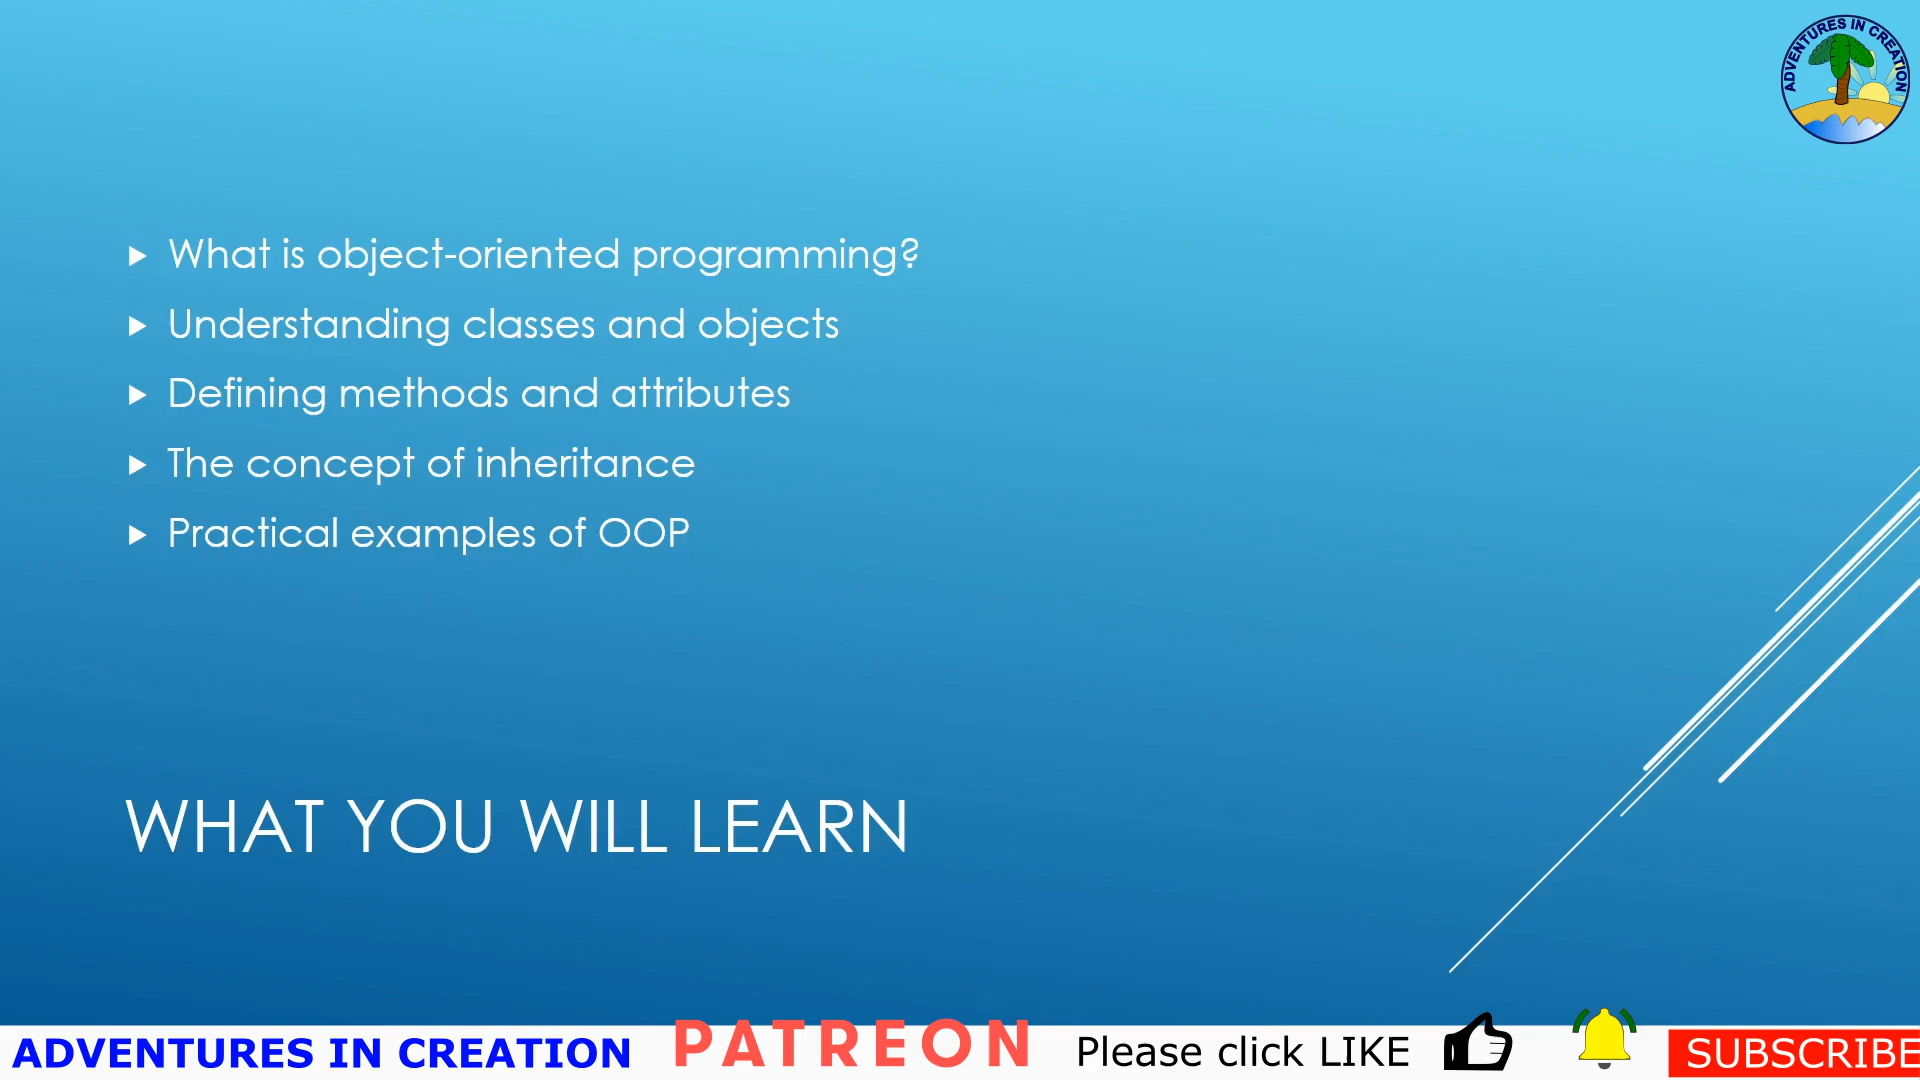 ADVENTURES IN CREATION
What is object-oriented programming?
Understanding classes and objects
Defining methods and attributes
The concept of inheritance
Practical examples of OOP
WHAT YOU WILL LEARN
ADVENTURES IN CREATION PATREON Please click LIKE SUBSCRIBE